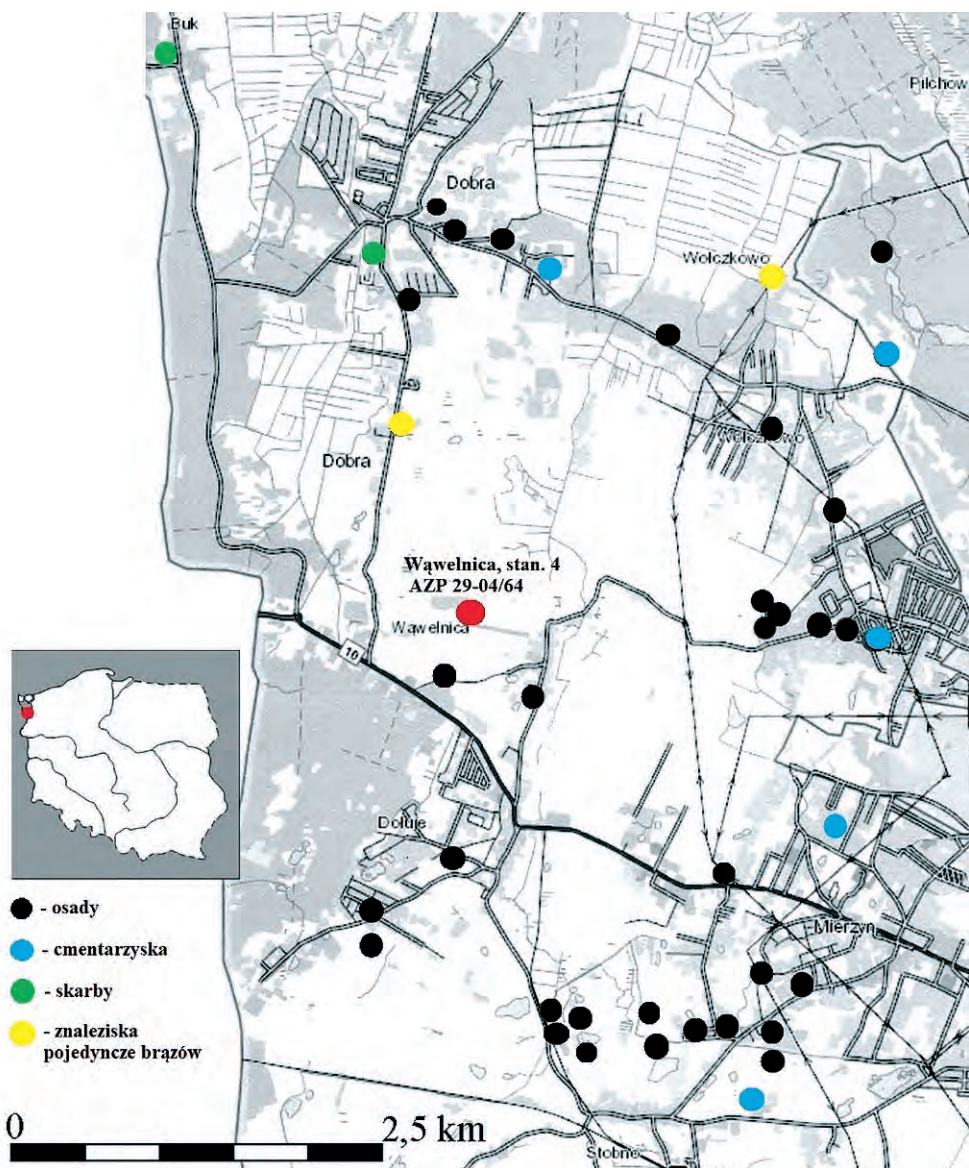 Buk
Pilchow
Dobra
Wołczkowo
Wołczkowo
Dobra
Wąwelnica, stan. 4
AZP 29-04/64
Wąwelnica
10
Dołuje
- osady
- cmentarzyska
- skarby
- znaleziska
pojedyncze brązów
Mierzyn
0
2,5 km
Stobno